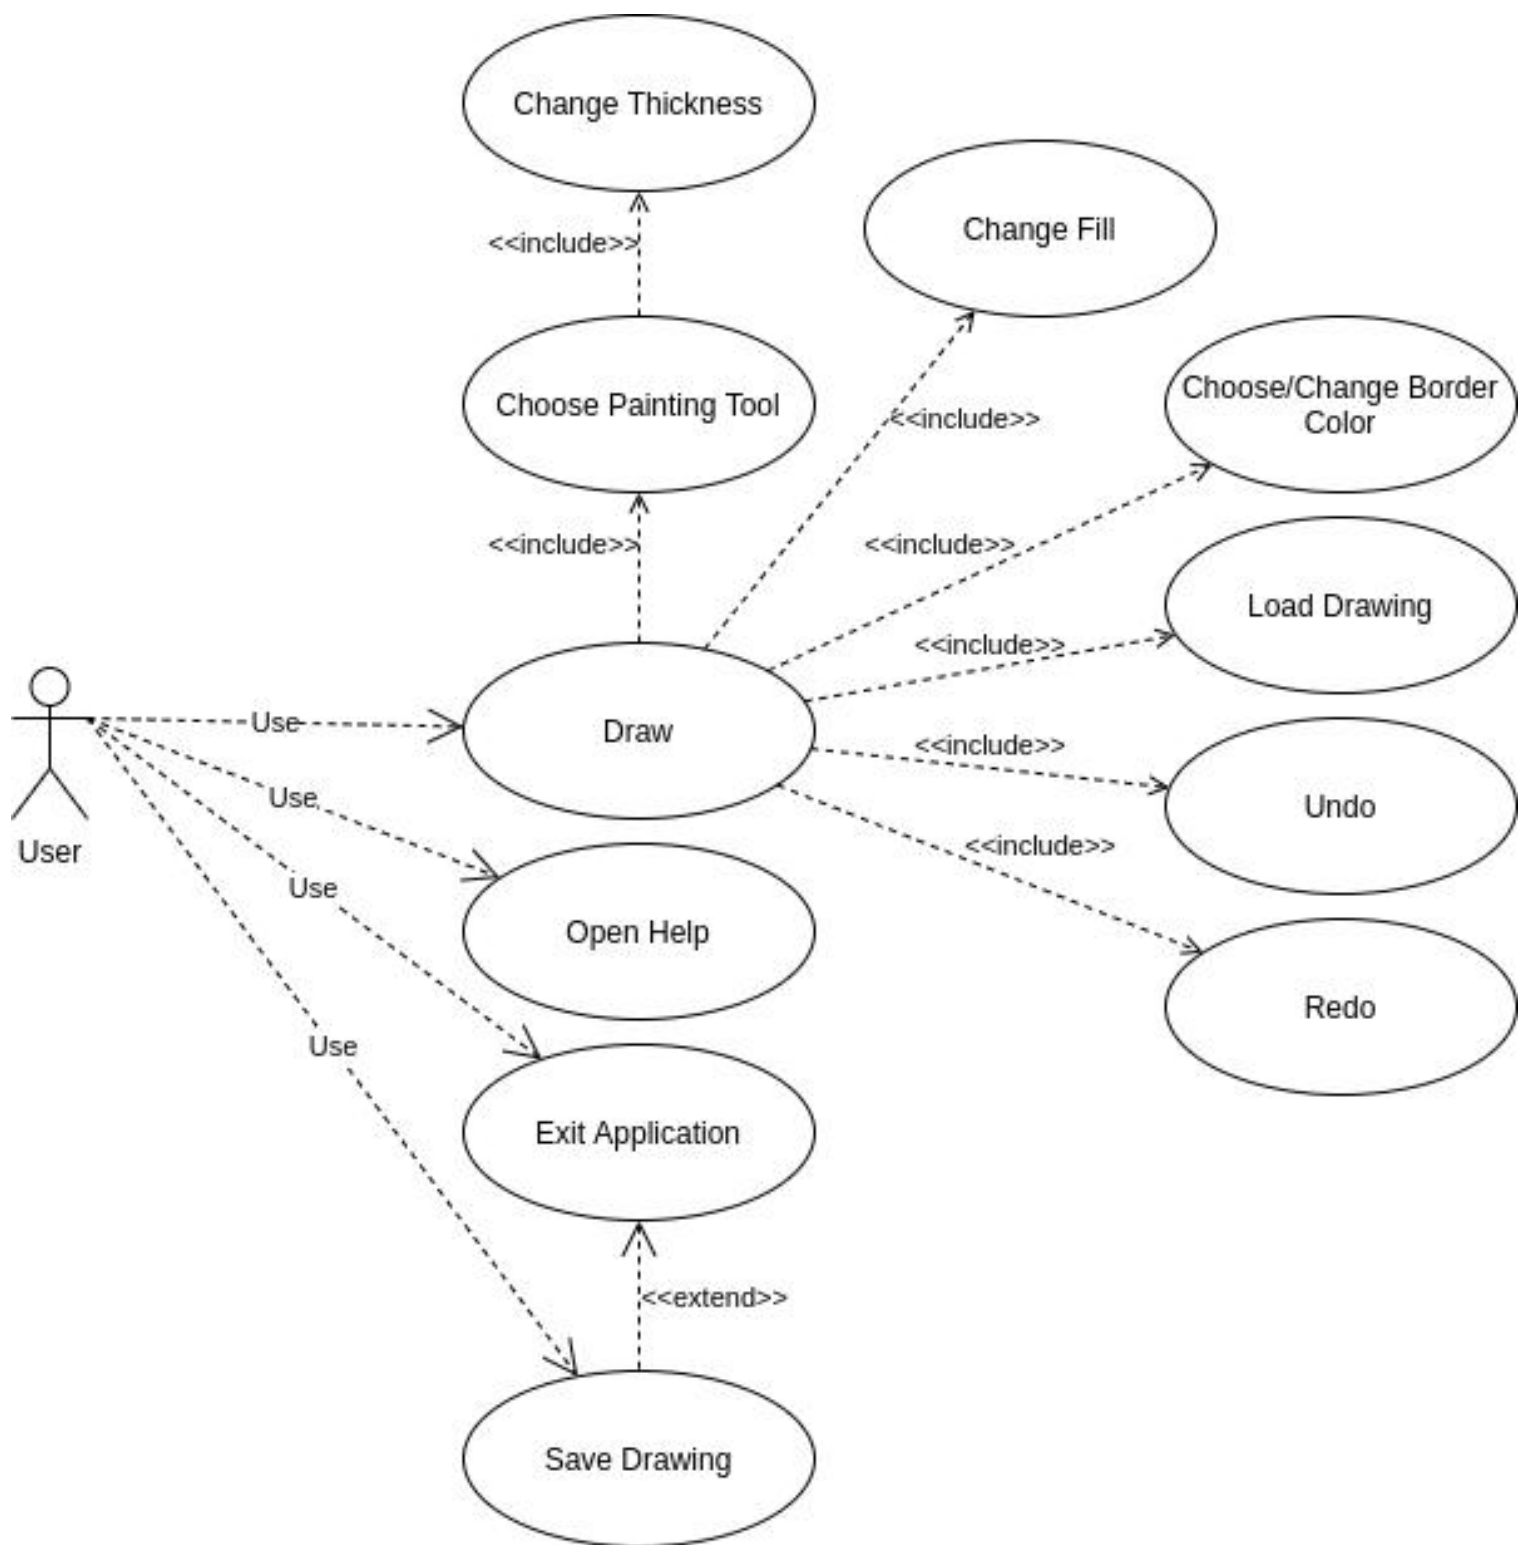 Change Thickness
Change Fill
<<include>>
Choose/Change Border
Color
Choose Painting Tool
<<include>>
<<include>>
<<include>>
Load Drawing
<<include>>
Use
Draw
<<include>>
Use
Undo
User
<<include>>
Use
Open Help
Redo
Use
Exit Application
<<extend>>
Save Drawing